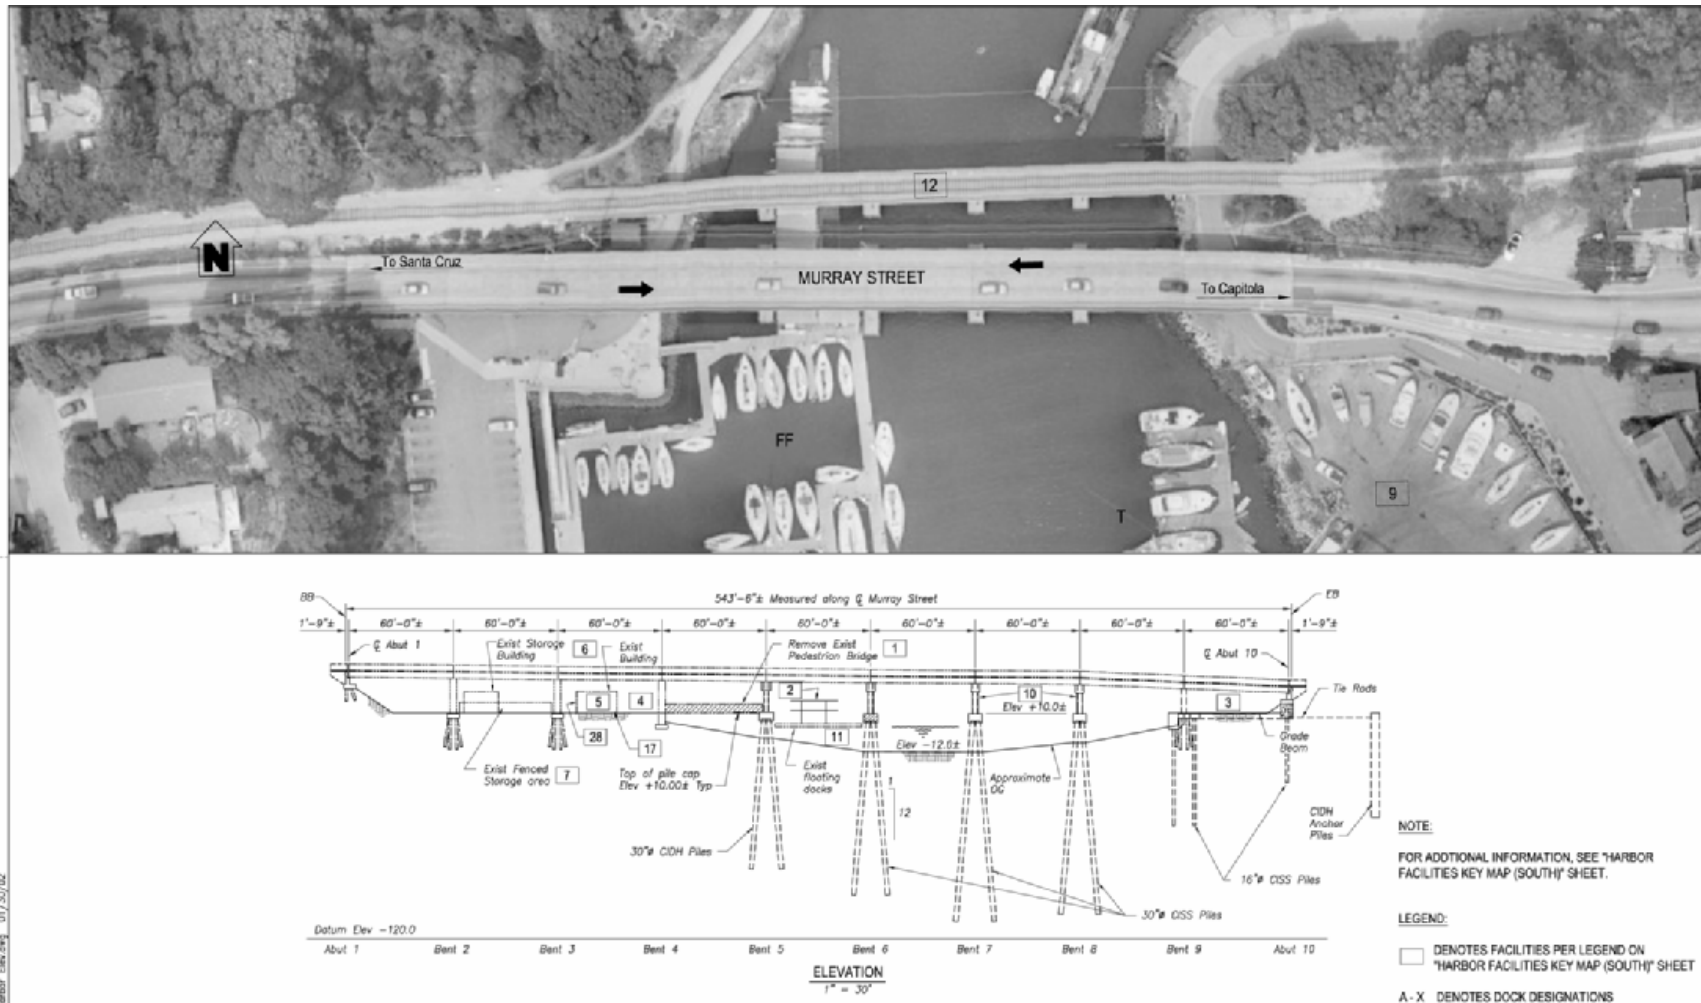 12
N
To Santa Cruz
MURRAY STREET
To Capitola
FF
T
9
BB
543'-6"± Measured along ℄ Murray Street
EB
1'-9"±
60'-0"±
60'-0"±
60'-0"±
60'-0"±
60'-0"±
60'-0"±
60'-0"±
60'-0"±
60'-0"±
1'-9"±
℄ Abut 1
Exist Storage
Building
6
Exist
Building
Remove Exist
Pedestrian Bridge
1
℄ Abut 10
Tie Rods
5
4
2
10
Elev +10.0±
3
28
17
11
Elev -12.0±
Grade
Beam
Exist Fenced
Storage area
7
Top of pile cap
Elev +10.00± Typ
Exist
floating
docks
1
12
Approximate
OG
CIDH
Anchor
Piles
30"ø CIDH Piles
16"ø CISS Piles
30"ø CISS Piles
Datum Elev -120.0
Abut 1
Bent 2
Bent 3
Bent 4
Bent 5
Bent 6
Bent 7
Bent 8
Bent 9
Abut 10
ELEVATION
1" = 30'
NOTE:
FOR ADDTIONAL INFORMATION, SEE "HARBOR
FACILITIES KEY MAP (SOUTH)" SHEET.
LEGEND:
DENOTES FACILITIES PER LEGEND ON
"HARBOR FACILITIES KEY MAP (SOUTH)" SHEET
A - X DENOTES DOCK DESIGNATIONS